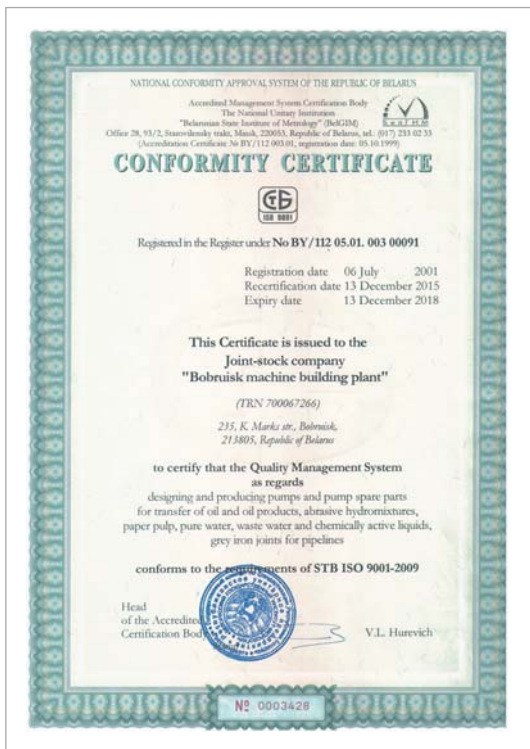 NATIONAL CONFORMITY APPROVAL SYSTEM OF THE REPUBLIC OF BELARUS
Accredited Management System Certification Body
The National Unitary Institution
"Belarusian State Institute of Metrology" (BelGIM)
Office 28, 93/2, Starovilensky trakt, Minsk, 220053, Republic of Belarus, tel.: (017) 233 02 33
(Accreditation Certificate № BY/112 003.01, registration date: 05.10.1999)
БелГИМ
CONFORMITY CERTIFICATE
СТБ
ISO 9001
Registered in the Register under No BY/112 05.01. 003 00091
Registration date 06 July 2001
Recertification date 13 December 2015
Expiry date 13 December 2018
This Certificate is issued to the
Joint-stock company
"Bobruisk machine building plant"
(TRN 700067266)
235, K. Marks str., Bobruisk,
213805, Republic of Belarus
to certify that the Quality Management System
as regards
designing and producing pumps and pump spare parts
for transfer of oil and oil products, abrasive hydromixtures,
paper pulp, pure water, waste water and chemically active liquids,
grey iron joints for pipelines
conforms to the requirements of STB ISO 9001-2009
Head
of the Accredited
Certification Body
V.L. Hurevich
№ 0003428